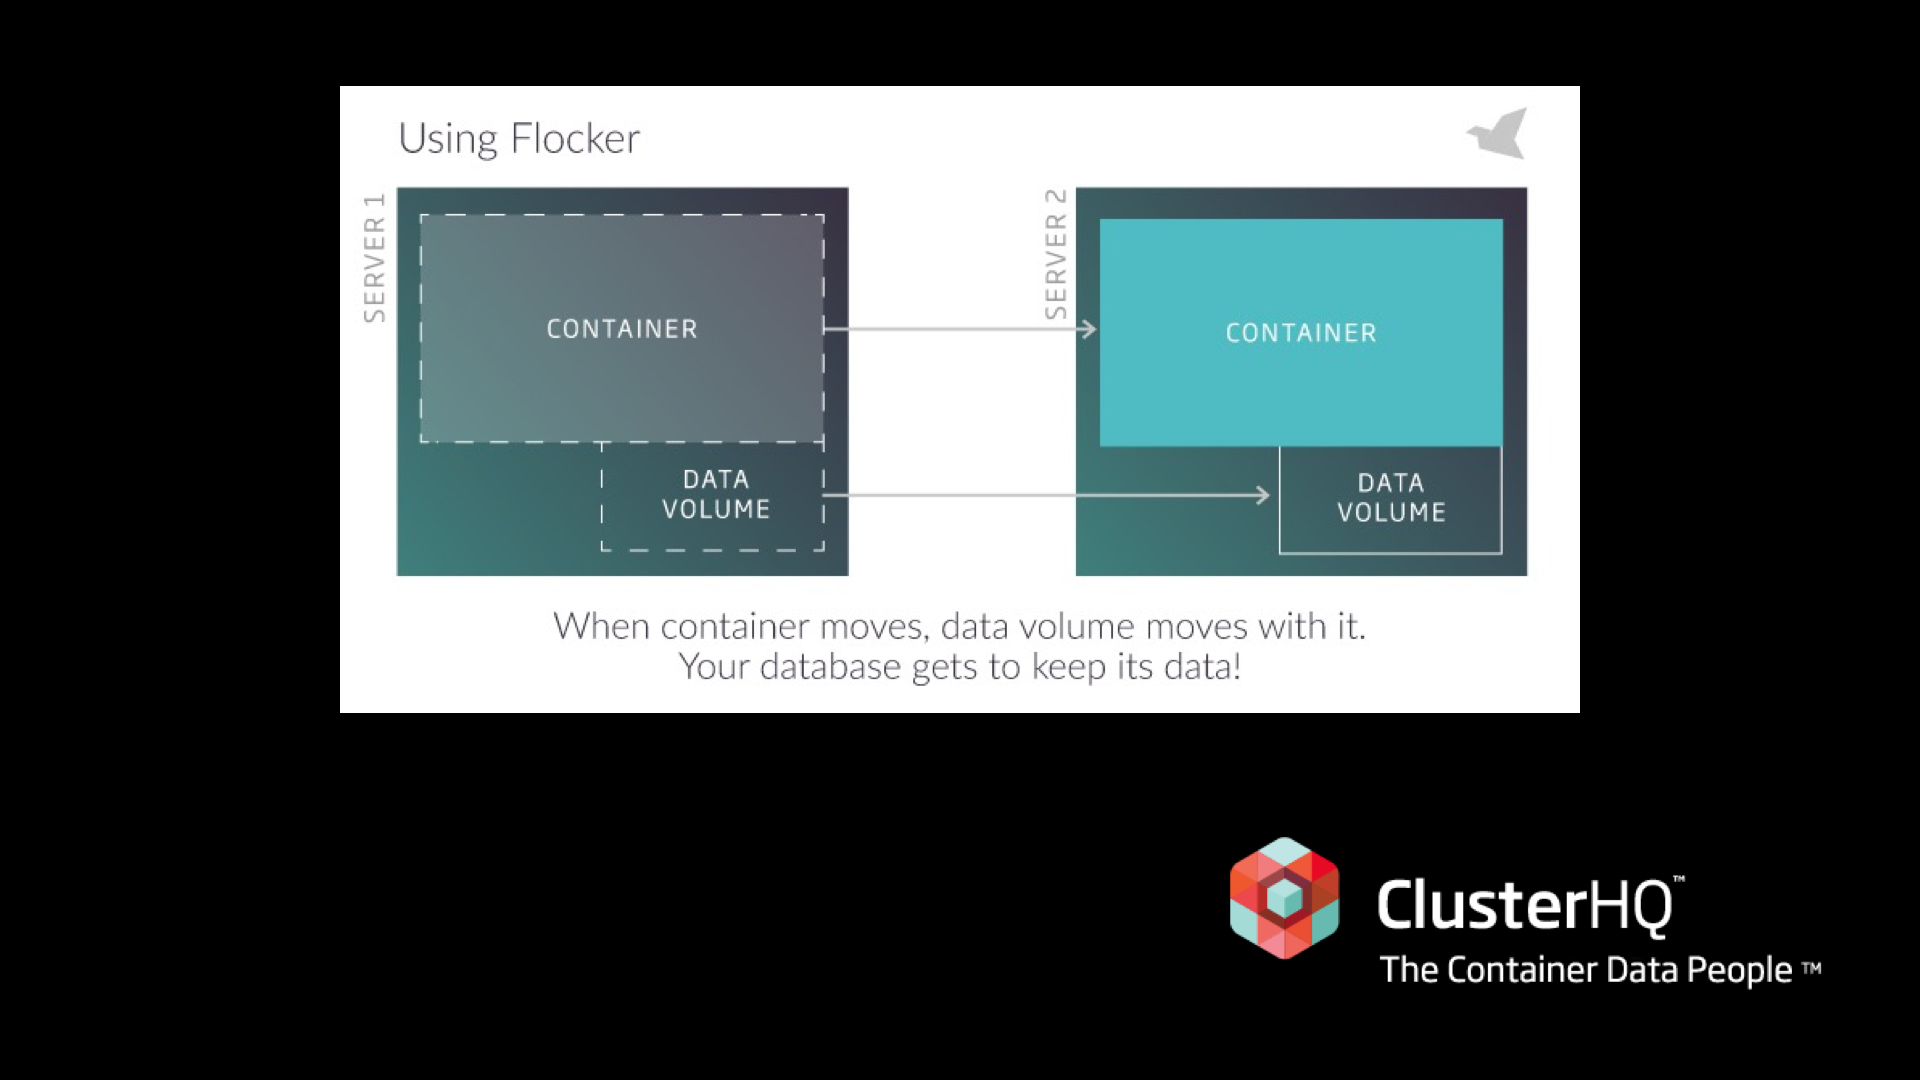 Using Flocker
SERVER 1
CONTAINER
DATA
VOLUME
SERVER 2
CONTAINER
DATA
VOLUME
When container moves, data volume moves with it.
Your database gets to keep its data!
ClusterHQ™
The Container Data People ™